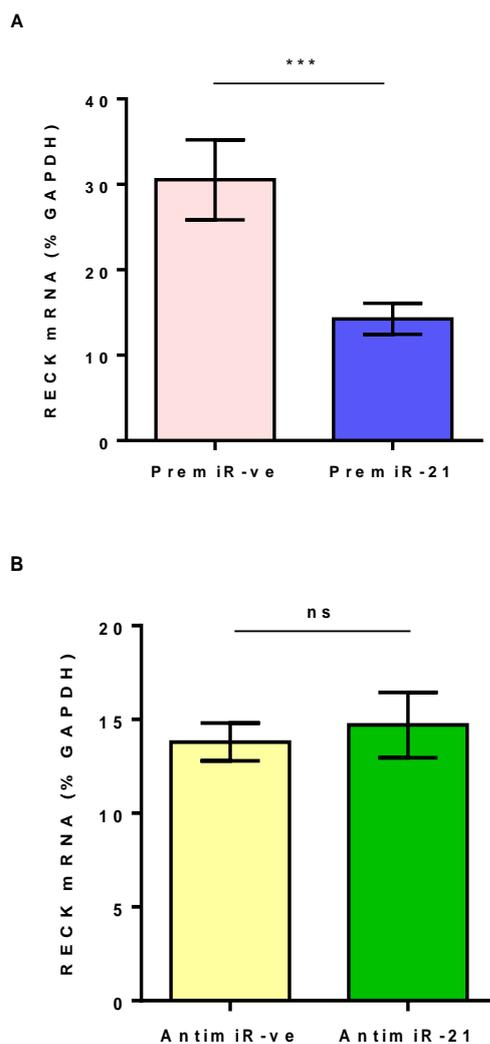 A
***
40
30
20
10
0
RECK mRNA (% GAPDH)
PremiR-ve
PremiR-21
B
ns
20
15
10
5
0
RECK mRNA (% GAPDH)
AntimiR-ve
AntimiR-21